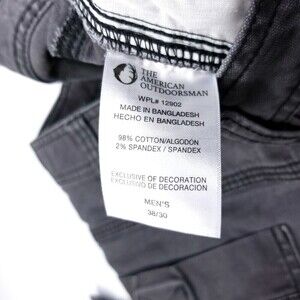 THE
AMERICAN
OUTDOORSMAN
WPL# 12902
MADE IN BANGLADESH
HECHO EN BANGLADESH
98% COTTON/ALGODÓN
2% SPANDEX / SPANDEX
EXCLUSIVE OF DECORATION
EXCLUSIVO DE DECORACION
MEN'S
38/30